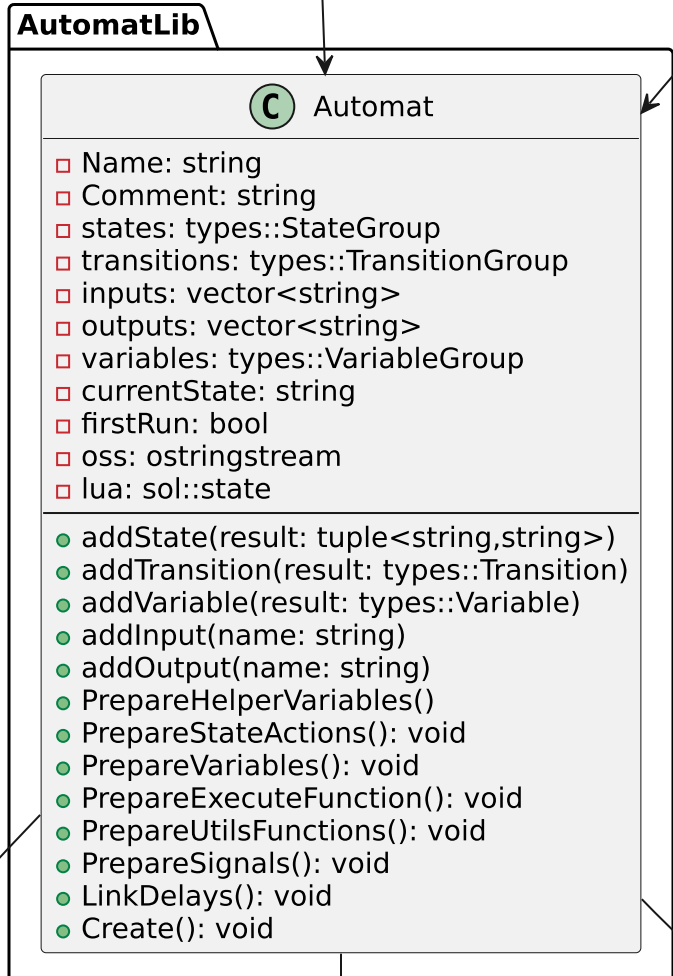 AutomatLib
C Automat
Name: string
Comment: string
states: types::StateGroup
transitions: types::TransitionGroup
inputs: vector<string>
outputs: vector<string>
variables: types::VariableGroup
currentState: string
firstRun: bool
oss: ostringstream
lua: sol::state
addState(result: tuple<string,string>)
addTransition(result: types::Transition)
addVariable(result: types::Variable)
addInput(name: string)
addOutput(name: string)
PrepareHelperVariables()
PrepareStateActions(): void
PrepareVariables(): void
PrepareExecuteFunction(): void
PrepareUtilsFunctions(): void
PrepareSignals(): void
LinkDelays(): void
Create(): void